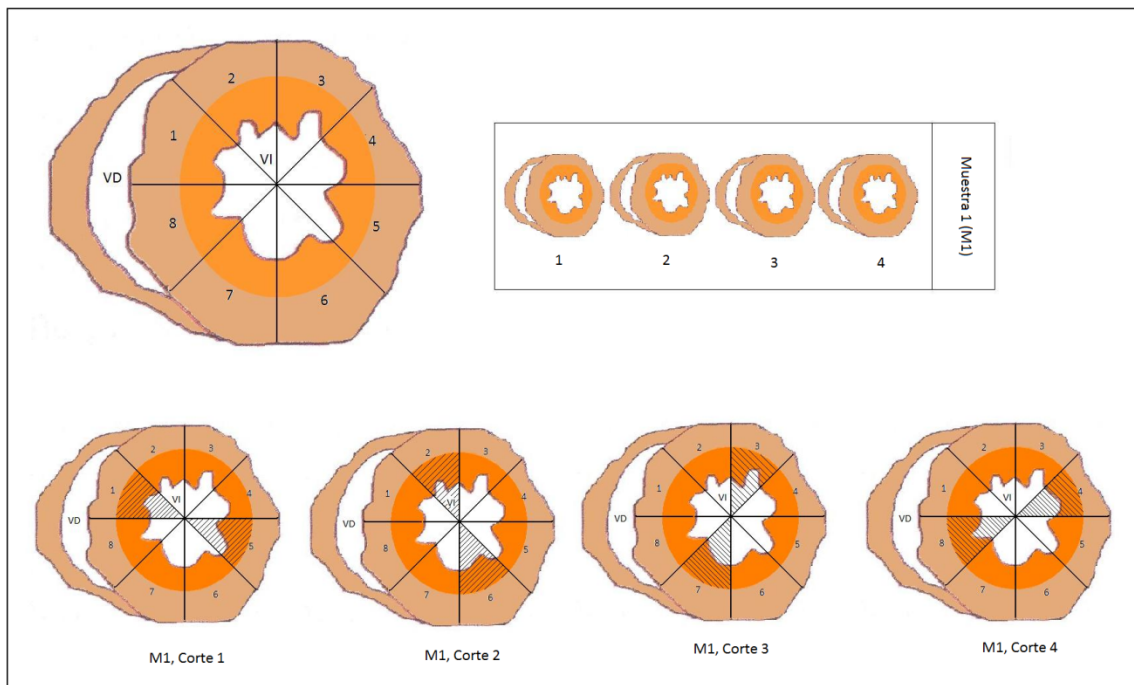 2 3
1 4
VI
VD
8 5
7 6
1 2 3 4
Muestra 1 (M1)
2 3
1 4
VI
VD
8 5
7 6
M1, Corte 1
2 3
1 4
VI
VD
8 5
7 6
M1, Corte 2
2 3
1 4
VI
VD
8 5
7 6
M1, Corte 3
2 3
1 4
VI
VD
8 5
7 6
M1, Corte 4